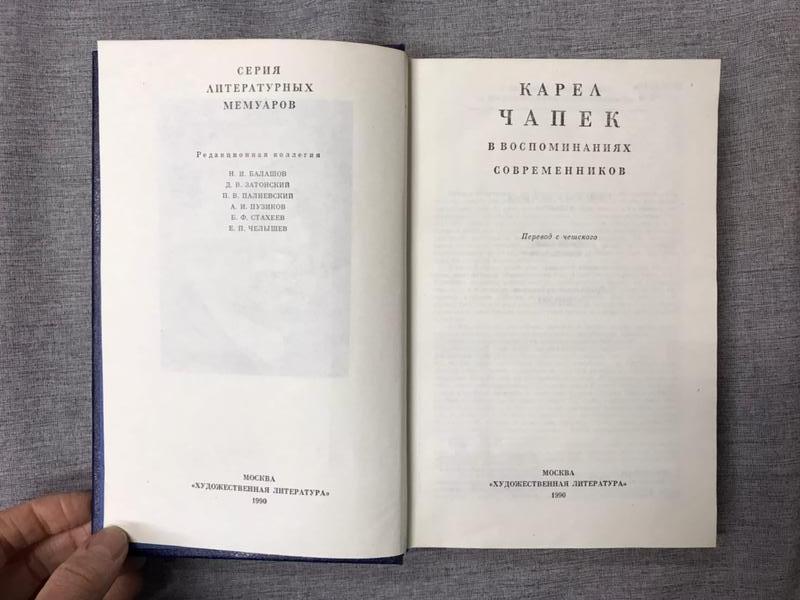 СЕРИЯ
ЛИТЕРАТУРНЫХ
МЕМУАРОВ
Редакционная коллегия
Н. И. БАЛАШОВ
Д. В. ЗАТОНСКИЙ
П. В. ПАЛИЕВСКИЙ
А. И. ПУЗИКОВ
Б. Ф. СТАХЕЕВ
Е. П. ЧЕЛЫШЕВ
МОСКВА
«ХУДОЖЕСТВЕННАЯ ЛИТЕРАТУРА»
1990
КАРЕЛ
ЧАПЕК
В ВОСПОМИНАНИЯХ
СОВРЕМЕННИКОВ
Перевод с чешского
МОСКВА
«ХУДОЖЕСТВЕННАЯ ЛИТЕРАТУРА»
1990